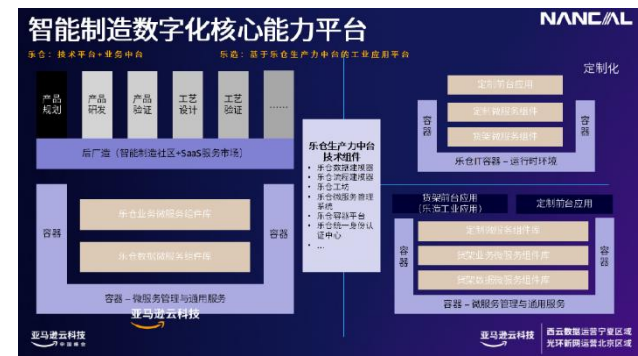 智能制造数字化核心能力平台
NANCAL
乐仓：技术平台+业务中台
乐造：基于乐仓生产力中台的工业应用平台
定制化
产品规划
产品研发
产品验证
工艺设计
工艺验证
……
后厂造（智能制造社区+SaaS服务市场）
容器
乐仓业务微服务组件库
乐仓数据微服务组件库
容器
容器 – 微服务管理与通用服务
亚马逊云科技
乐仓生产力中台
技术组件
• 乐仓数据建模器
• 乐仓流程建模器
• 乐仓工坊
• 乐仓微服务管理
系统
• 乐仓容器平台
• 乐仓统一身份认
证中心
• ...
定制前台应用
定制微服务组件
货架微服务组件
容器
容器
乐仓IT容器 – 运行时环境
货架前台应用
（乐造工业应用）
定制前台应用
容器
定制微服务组件库
货架业务微服务组件库
货架数据微服务组件库
容器
容器 – 微服务管理与通用服务
亚马逊云科技
亚马逊云科技
西云数据运营宁夏区域
光环新网运营北京区域